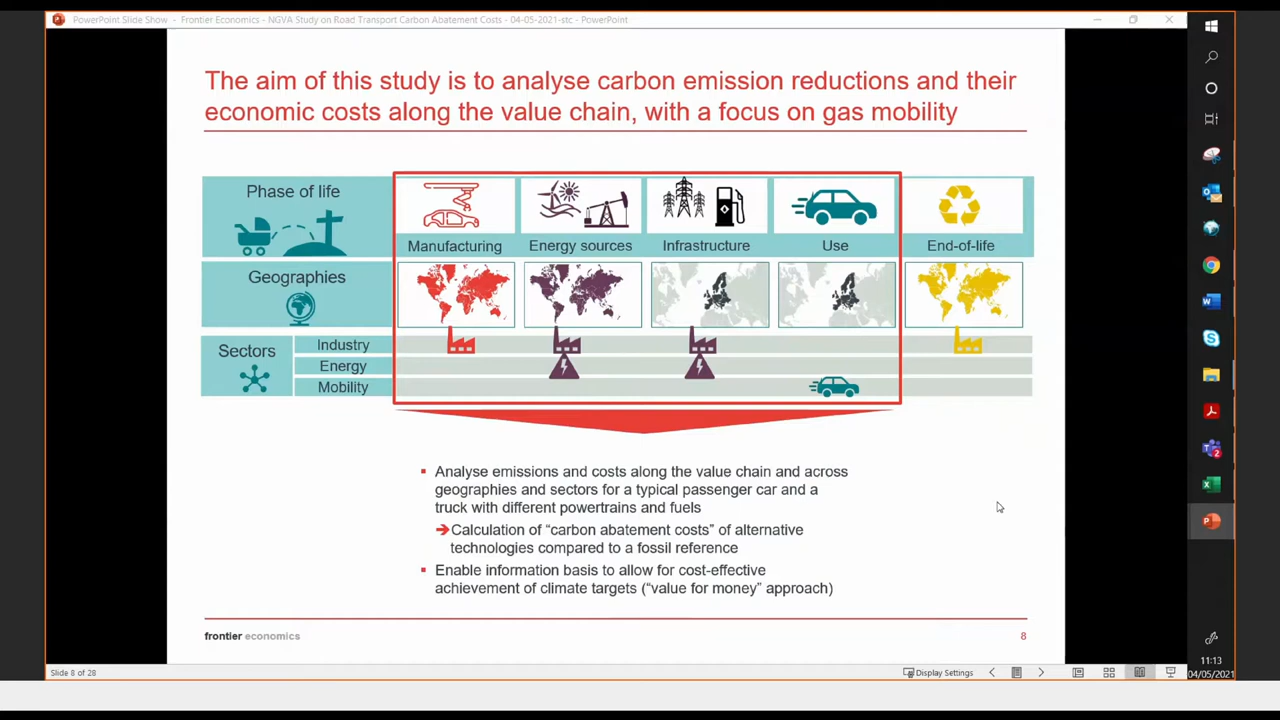 PowerPoint Slide Show - Frontier Economics - NGVA Study on Road Transport Carbon Abatement Costs - 04-05-2021-stc - PowerPoint
The aim of this study is to analyse carbon emission reductions and their
economic costs along the value chain, with a focus on gas mobility
Phase of life
Manufacturing
Energy sources
Infrastructure
Use
End-of-life
Geographies
Sectors
Industry
Energy
Mobility
▪ Analyse emissions and costs along the value chain and across
geographies and sectors for a typical passenger car and a
truck with different powertrains and fuels
➔Calculation of “carbon abatement costs” of alternative
technologies compared to a fossil reference
▪ Enable information basis to allow for cost-effective
achievement of climate targets (“value for money” approach)
frontier economics
8
Slide 8 of 28
Display Settings
11:13
04/05/2021